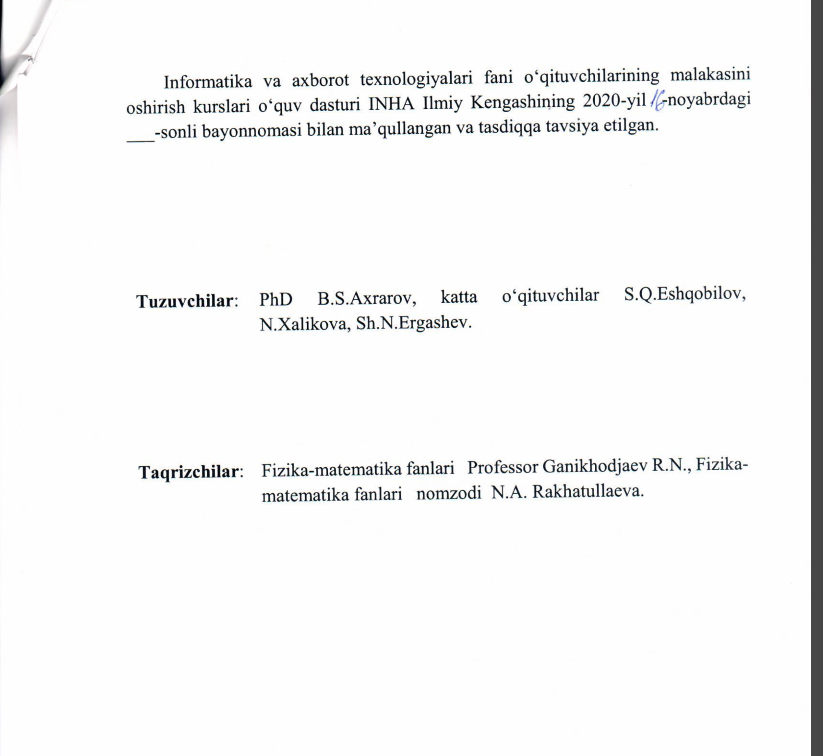 Informatika va axborot texnologiyalari fani o‘qituvchilarining malakasini
oshirish kurslari o‘quv dasturi INHA Ilmiy Kengashining 2020-yil 16-noyabrdagi
___-sonli bayonnomasi bilan ma’qullangan va tasdiqqa tavsiya etilgan.
Tuzuvchilar: PhD B.S.Axrarov, katta o‘qituvchilar S.Q.Eshqobilov,
N.Xalikova, Sh.N.Ergashev.
Taqrizchilar: Fizika-matematika fanlari Professor Ganikhodjaev R.N., Fizika-
matematika fanlari nomzodi N.A. Rakhatullaeva.